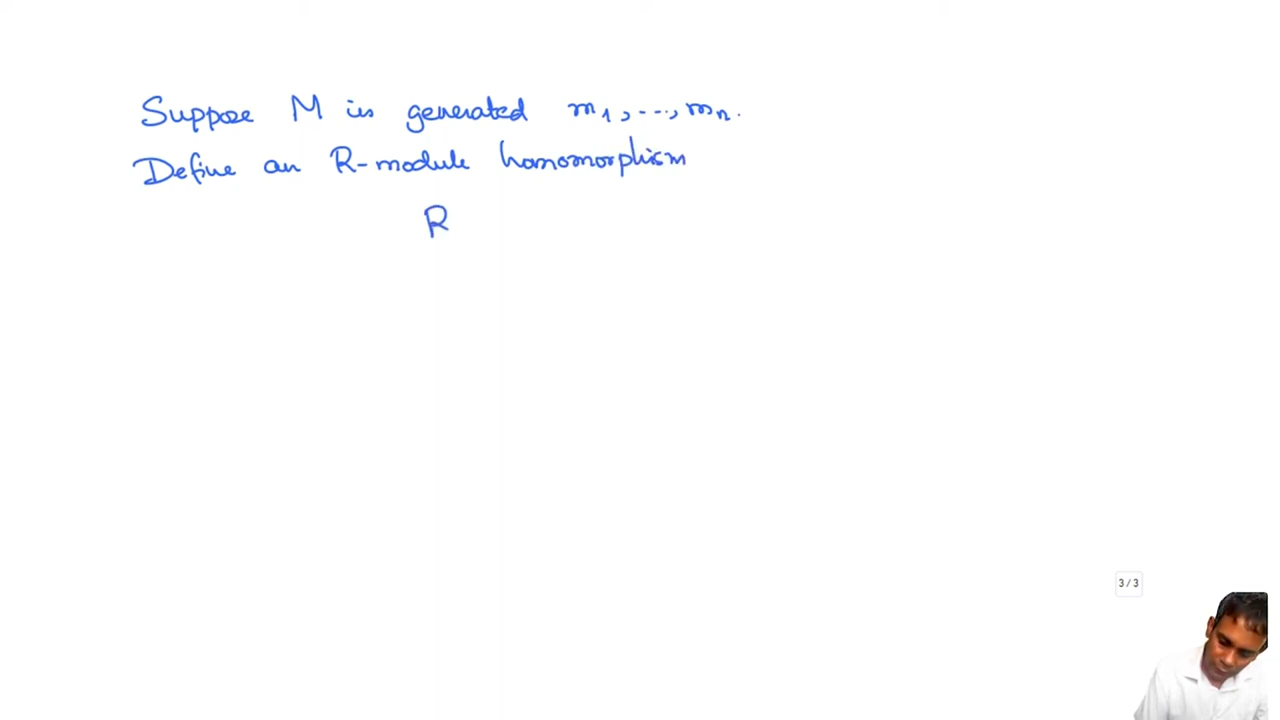 Suppose M is generated m₁, ..., mₙ.
Define an R-module homomorphism
R
3 / 3